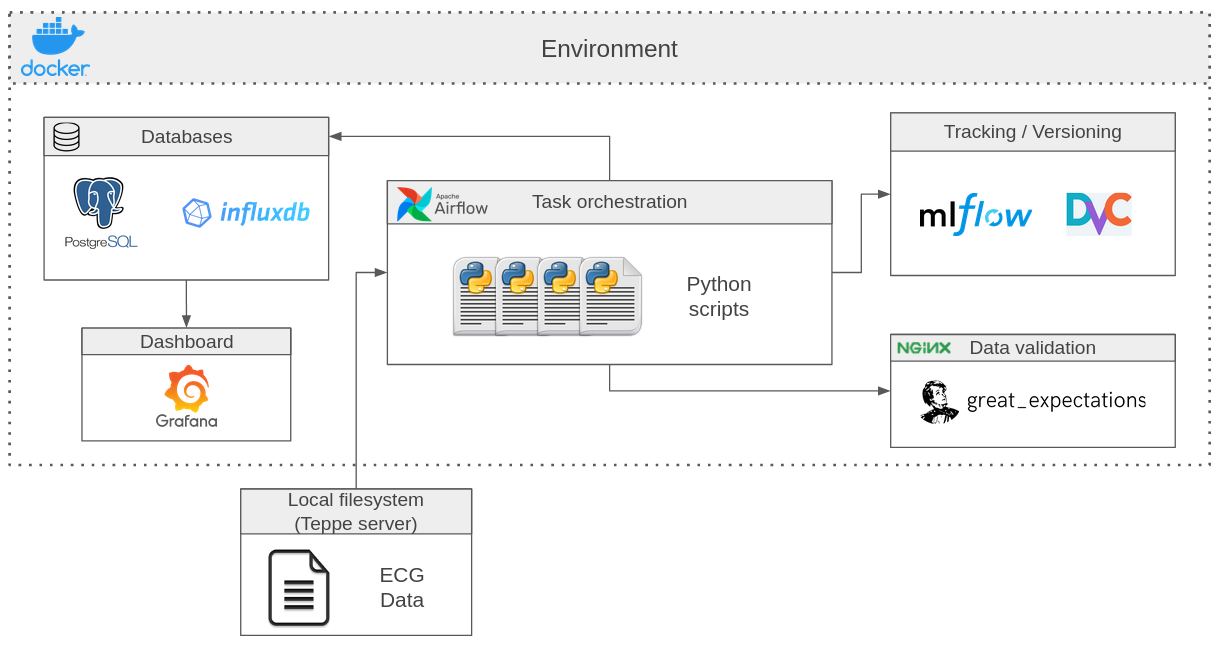 docker
Environment
Databases
PostgreSQL
influxdb
Dashboard
Grafana
Apache
Airflow
Task orchestration
Python
scripts
Tracking / Versioning
mlflow
DVC
NGINX
Data validation
great_expectations
Local filesystem
(Teppe server)
ECG
Data